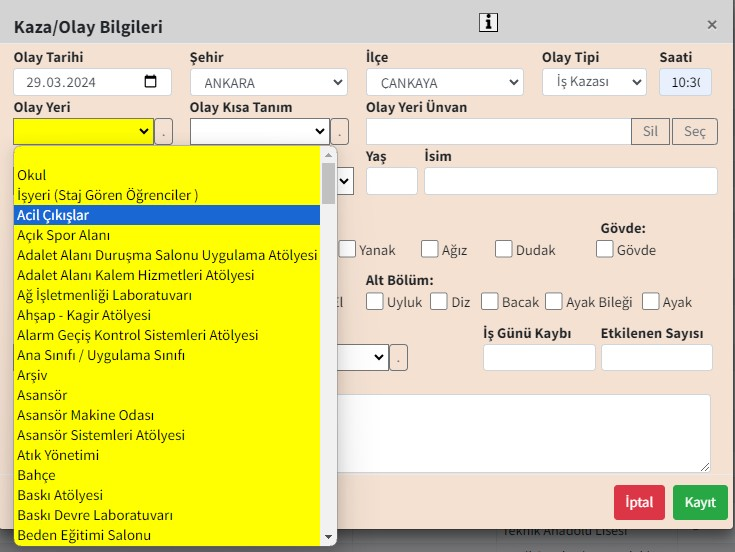 Kaza/Olay Bilgileri
i
×
Olay Tarihi Şehir İlçe Olay Tipi Saati
29.03.2024 ANKARA ÇANKAYA İş Kazası 10:30
Olay Yeri Olay Kısa Tanım Olay Yeri Ünvan
. . Sil Seç
Yaş İsim
Okul
İşyeri (Staj Gören Öğrenciler )
Acil Çıkışlar
Açık Spor Alanı
Adalet Alanı Duruşma Salonu Uygulama Atölyesi
Adalet Alanı Kalem Hizmetleri Atölyesi
Ağ İşletmenliği Laboratuvarı
Ahşap - Kagir Atölyesi
Alarm Geçiş Kontrol Sistemleri Atölyesi
Ana Sınıfı / Uygulama Sınıfı
Arşiv
Asansör
Asansör Makine Odası
Asansör Sistemleri Atölyesi
Atık Yönetimi
Bahçe
Baskı Atölyesi
Baskı Devre Laboratuvarı
Beden Eğitimi Salonu
Gövde:
Yanak Ağız Dudak Gövde
Alt Bölüm:
El Uyluk Diz Bacak Ayak Bileği Ayak
İş Günü Kaybı Etkilenen Sayısı
.
İptal Kayıt
Teknik Anadolu Lisesi